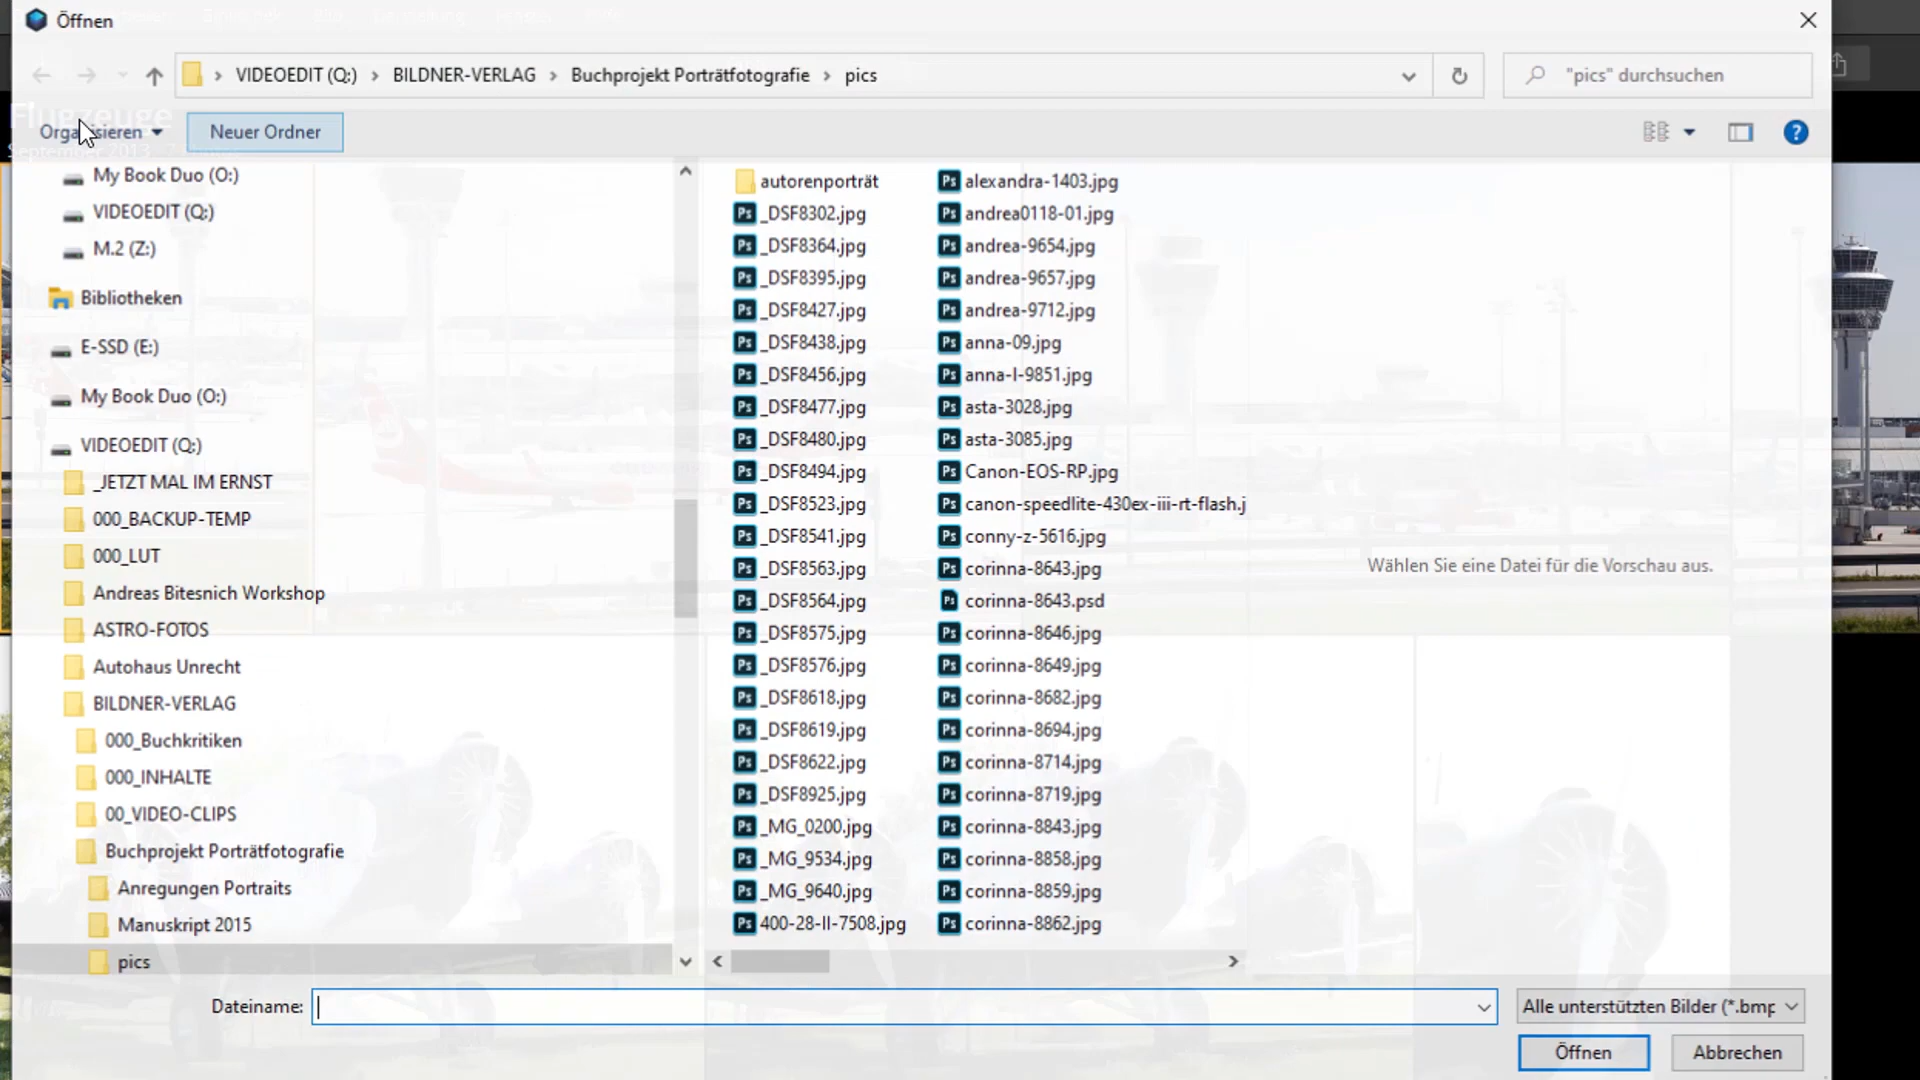 Öffnen
VIDEOEDIT (Q:) › BILDNER-VERLAG › Buchprojekt Porträtfotografie › pics
"pics" durchsuchen
Flugzeuge
Organisieren
Neuer Ordner
September 2013
My Book Duo (O:)
VIDEOEDIT (Q:)
M.2 (Z:)
Bibliotheken
E-SSD (E:)
My Book Duo (O:)
VIDEOEDIT (Q:)
_JETZT MAL IM ERNST
000_BACKUP-TEMP
000_LUT
Andreas Bitesnich Workshop
ASTRO-FOTOS
Autohaus Unrecht
BILDNER-VERLAG
000_Buchkritiken
000_INHALTE
00_VIDEO-CLIPS
Buchprojekt Porträtfotografie
Anregungen Portraits
Manuskript 2015
pics
autorenporträt
_DSF8302.jpg
_DSF8364.jpg
_DSF8395.jpg
_DSF8427.jpg
_DSF8438.jpg
_DSF8456.jpg
_DSF8477.jpg
_DSF8480.jpg
_DSF8494.jpg
_DSF8523.jpg
_DSF8541.jpg
_DSF8563.jpg
_DSF8564.jpg
_DSF8575.jpg
_DSF8576.jpg
_DSF8618.jpg
_DSF8619.jpg
_DSF8622.jpg
_DSF8925.jpg
_MG_0200.jpg
_MG_9534.jpg
_MG_9640.jpg
400-28-II-7508.jpg
alexandra-1403.jpg
andrea0118-01.jpg
andrea-9654.jpg
andrea-9657.jpg
andrea-9712.jpg
anna-09.jpg
anna-I-9851.jpg
asta-3028.jpg
asta-3085.jpg
Canon-EOS-RP.jpg
canon-speedlite-430ex-iii-rt-flash.j
conny-z-5616.jpg
corinna-8643.jpg
corinna-8643.psd
corinna-8646.jpg
corinna-8649.jpg
corinna-8682.jpg
corinna-8694.jpg
corinna-8714.jpg
corinna-8719.jpg
corinna-8843.jpg
corinna-8858.jpg
corinna-8859.jpg
corinna-8862.jpg
Wählen Sie eine Datei für die Vorschau aus.
Dateiname:
Alle unterstützten Bilder (*.bmp
Öffnen
Abbrechen